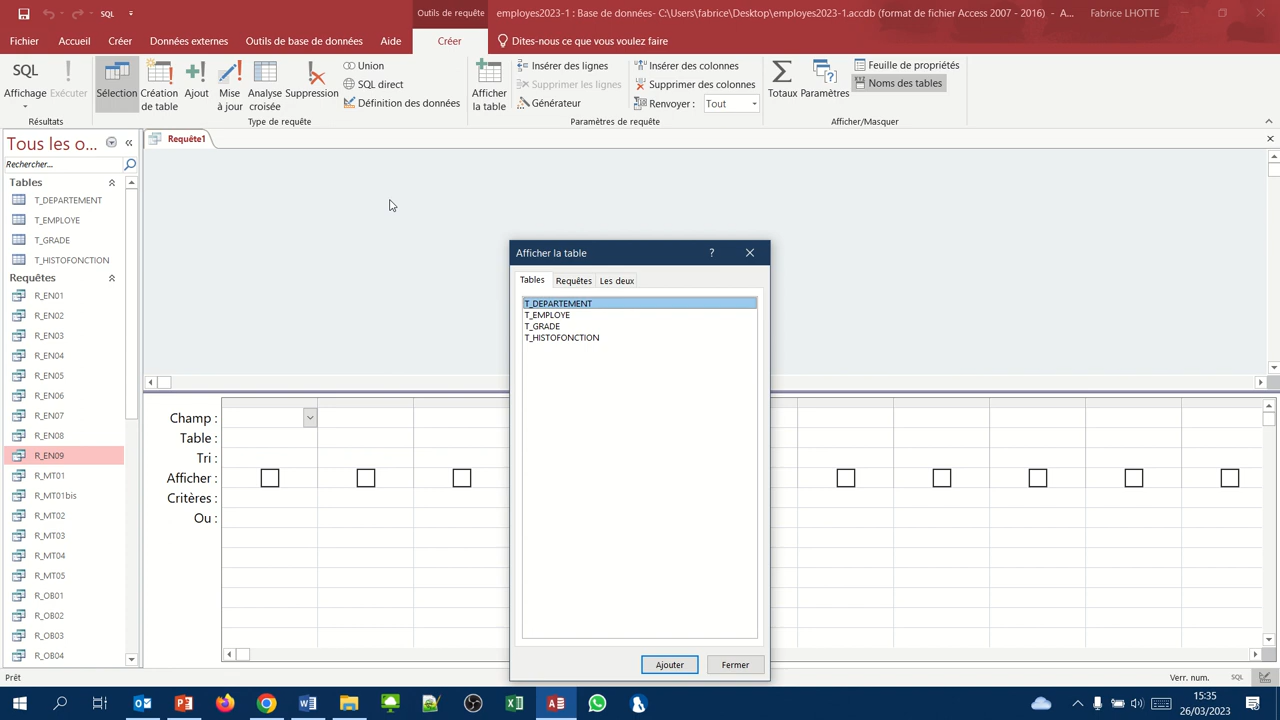 SQL
Outils de requête
employes2023-1 : Base de données- C:\Users\fabrice\Desktop\employes2023-1.accdb (format de fichier Access 2007 - 2016) - A...
Fabrice LHOTTE
Fichier
Accueil
Créer
Données externes
Outils de base de données
Aide
Créer
Dites-nous ce que vous voulez faire
SQL
Affichage
Exécuter
Résultats
Sélection
Création de table
Ajout
Mise à jour
Analyse croisée
Suppression
Union
SQL direct
Définition des données
Type de requête
Afficher la table
Insérer des lignes
Supprimer les lignes
Générateur
Insérer des colonnes
Supprimer des colonnes
Renvoyer : Tout
Paramètres de requête
Totaux
Paramètres
Feuille de propriétés
Noms des tables
Afficher/Masquer
Tous les o...
Rechercher...
Tables
T_DEPARTEMENT
T_EMPLOYE
T_GRADE
T_HISTOFONCTION
Requêtes
R_EN01
R_EN02
R_EN03
R_EN04
R_EN05
R_EN06
R_EN07
R_EN08
R_EN09
R_MT01
R_MT01bis
R_MT02
R_MT03
R_MT04
R_MT05
R_OB01
R_OB02
R_OB03
R_OB04
Requête1
Champ :
Table :
Tri :
Afficher :
Critères :
Ou :
Afficher la table
?
Tables
Requêtes
Les deux
T_DEPARTEMENT
T_EMPLOYE
T_GRADE
T_HISTOFONCTION
Ajouter
Fermer
Prêt
Verr. num.
SQL
15:35
26/03/2023